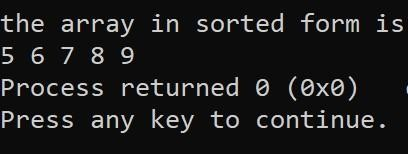 the array in sorted form is
5 6 7 8 9
Process returned 0 (0x0)
Press any key to continue.